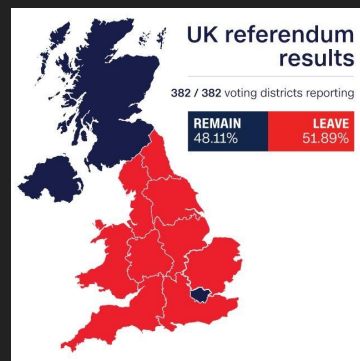 UK referendum
results
382 / 382 voting districts reporting
REMAIN LEAVE
48.11% 51.89%